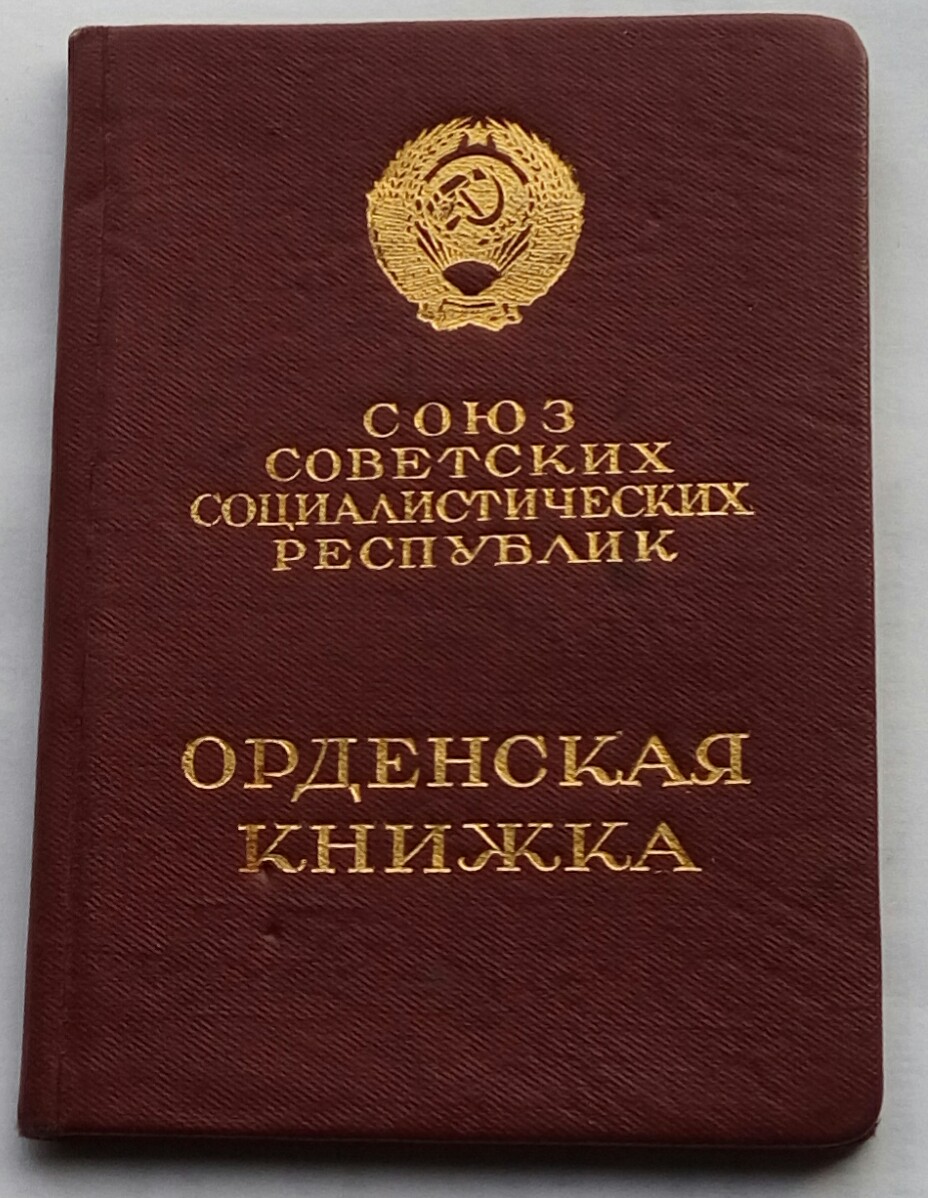 СОЮЗ
СОВЕТСКИХ
СОЦИАЛИСТИЧЕСКИХ
РЕСПУБЛИК
ОРДЕНСКАЯ
КНИЖКА